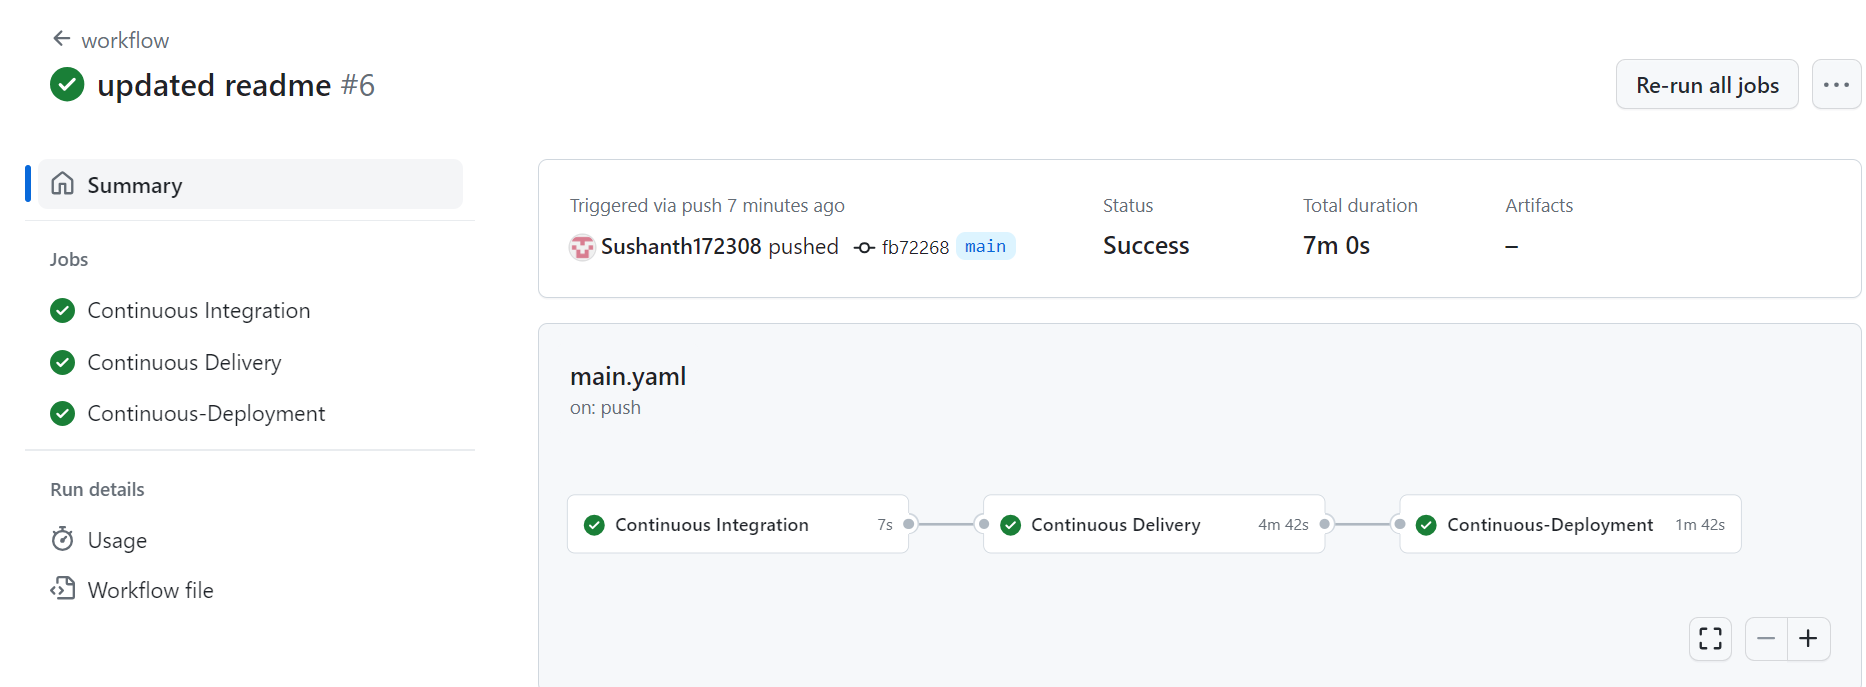 workflow
updated readme #6
Re-run all jobs
Summary
Jobs
Continuous Integration
Continuous Delivery
Continuous-Deployment
Run details
Usage
Workflow file
Triggered via push 7 minutes ago
Sushanth172308 pushed fb72268 main
Status
Success
Total duration
7m 0s
Artifacts
–
main.yaml
on: push
Continuous Integration 7s
Continuous Delivery 4m 42s
Continuous-Deployment 1m 42s